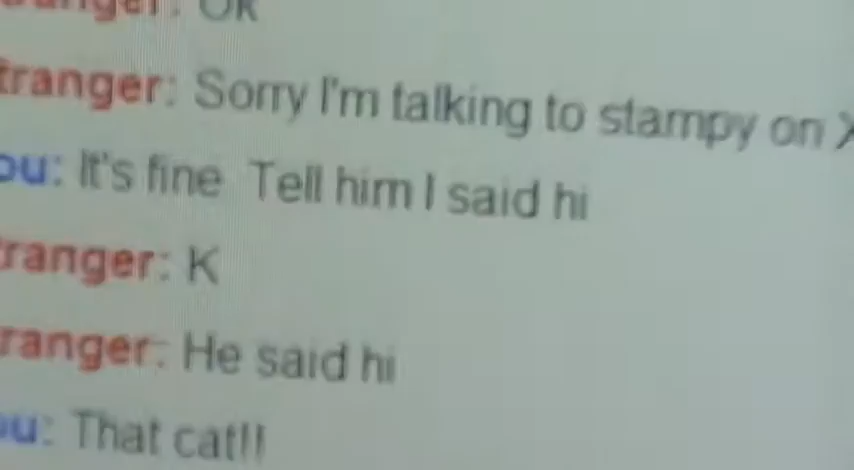 OK
tranger: Sorry I'm talking to stampy on X
ou: It's fine  Tell him I said hi
ranger: K
ranger: He said hi
ou: That cat!!